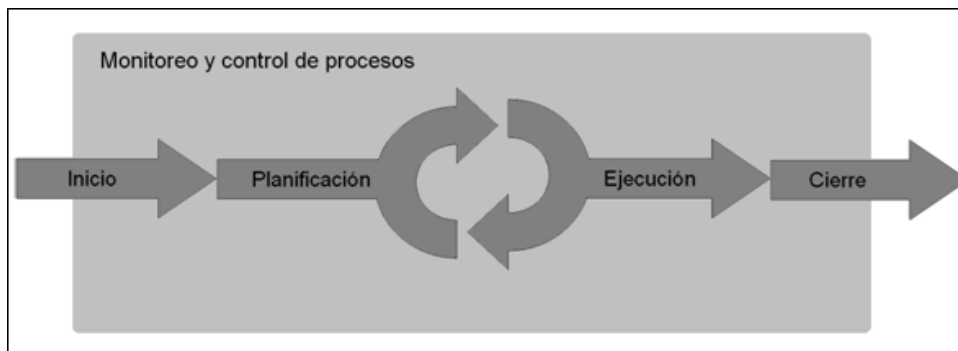 Monitoreo y control de procesos
Inicio
Planificación
Ejecución
Cierre